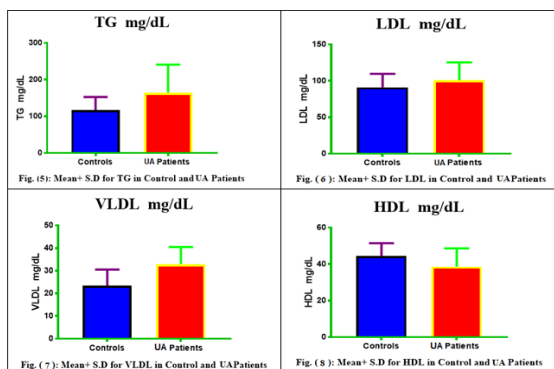 TG mg/dL
300
200
100
0
TG mg/dL
Controls
UA Patients
Fig. (5): Mean+ S.D for TG in Control and UA Patients
LDL mg/dL
150
100
50
0
LDL mg/dL
Controls
UA Patients
Fig. ( 6 ): Mean+ S.D for LDL in Control and UAPatients
VLDL mg/dL
50
40
30
20
10
0
VLDL mg/dL
Controls
UA Patients
Fig. ( 7 ): Mean+ S.D for VLDL in Control and UAPatients
HDL mg/dL
60
40
20
0
HDL mg/dL
Controls
UA Patients
Fig. ( 8 ): Mean+ S.D for HDL in Control and UA Patients